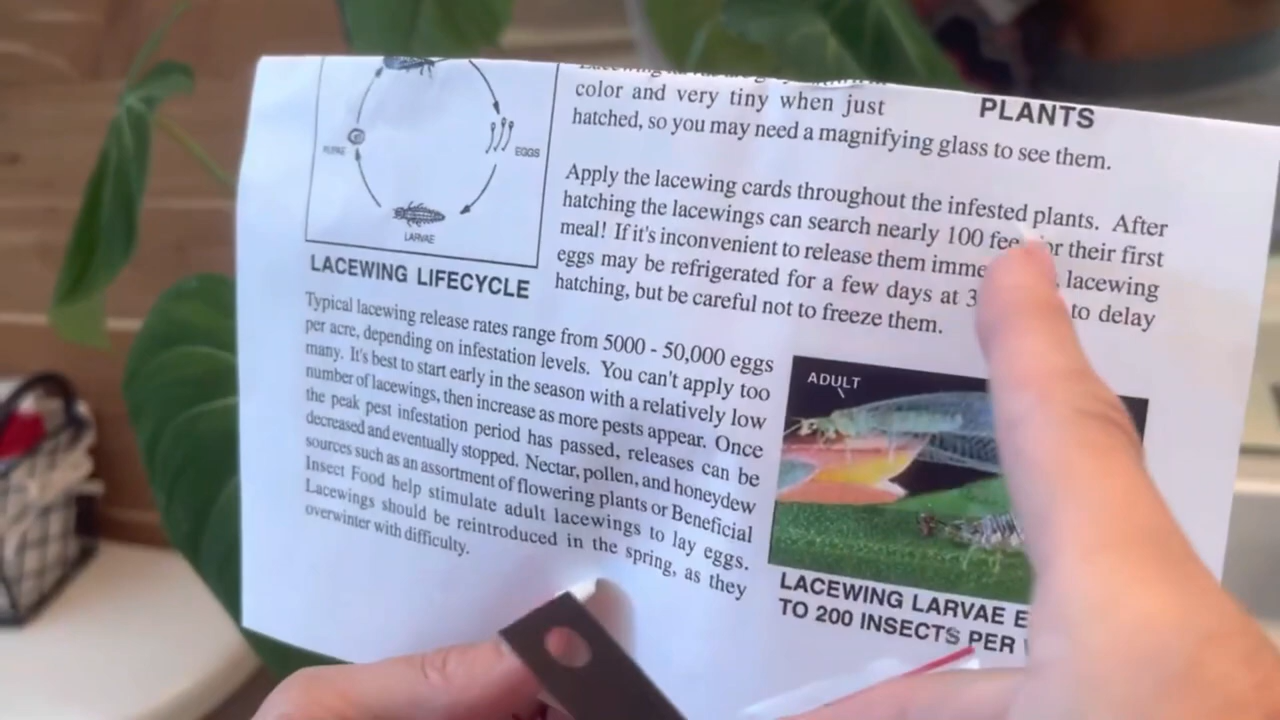 PLANTS
color and very tiny when just
hatched, so you may need a magnifying glass to see them.
EGGS
LARVAE
LACEWING LIFECYCLE
Apply the lacewing cards throughout the infested plants. After
hatching the lacewings can search nearly 100 their first
meal! If it's inconvenient to release them lacewing
eggs may be refrigerated for a few days at to delay
hatching, but be careful not to freeze them.
Typical lacewing release rates range from 5000 - 50,000 eggs
per acre, depending on infestation levels. You can't apply too
many. It's best to start early in the season with a relatively low
number of lacewings, then increase as more pests appear. Once
the peak pest infestation period has passed, releases can be
decreased and eventually stopped. Nectar, pollen, and honeydew
sources such as an assortment of flowering plants or Beneficial
Insect Food help stimulate adult lacewings to lay eggs.
Lacewings should be reintroduced in the spring, as they
overwinter with difficulty.
ADULT
LACEWING LARVAE
TO 200 INSECTS PER